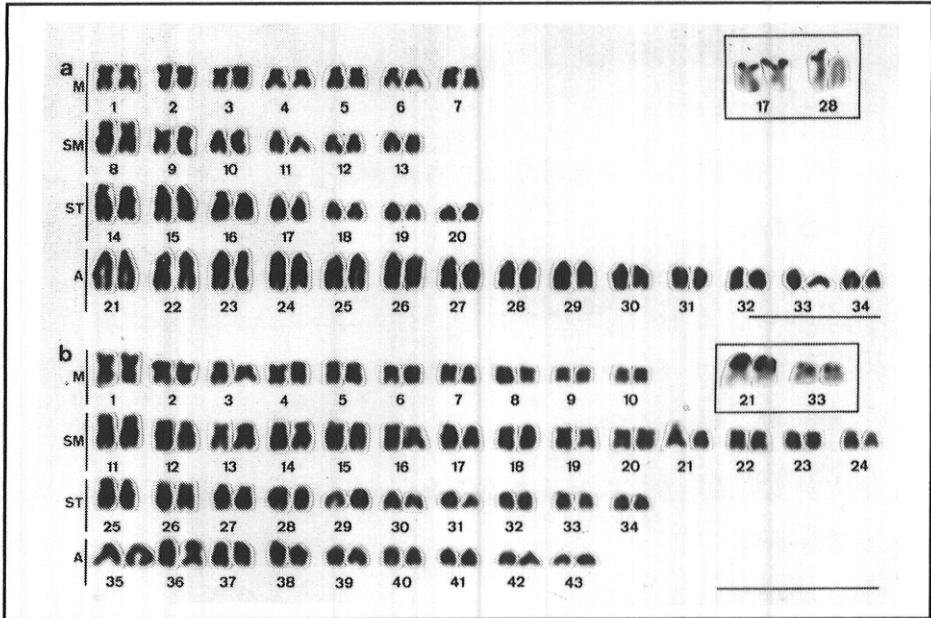 a
M
1 2 3 4 5 6 7
17 28
SM
8 9 10 11 12 13
ST
14 15 16 17 18 19 20
A
21 22 23 24 25 26 27 28 29 30 31 32 33 34
b
M
1 2 3 4 5 6 7 8 9 10
21 33
SM
11 12 13 14 15 16 17 18 19 20 21 22 23 24
ST
25 26 27 28 29 30 31 32 33 34
A
35 36 37 38 39 40 41 42 43